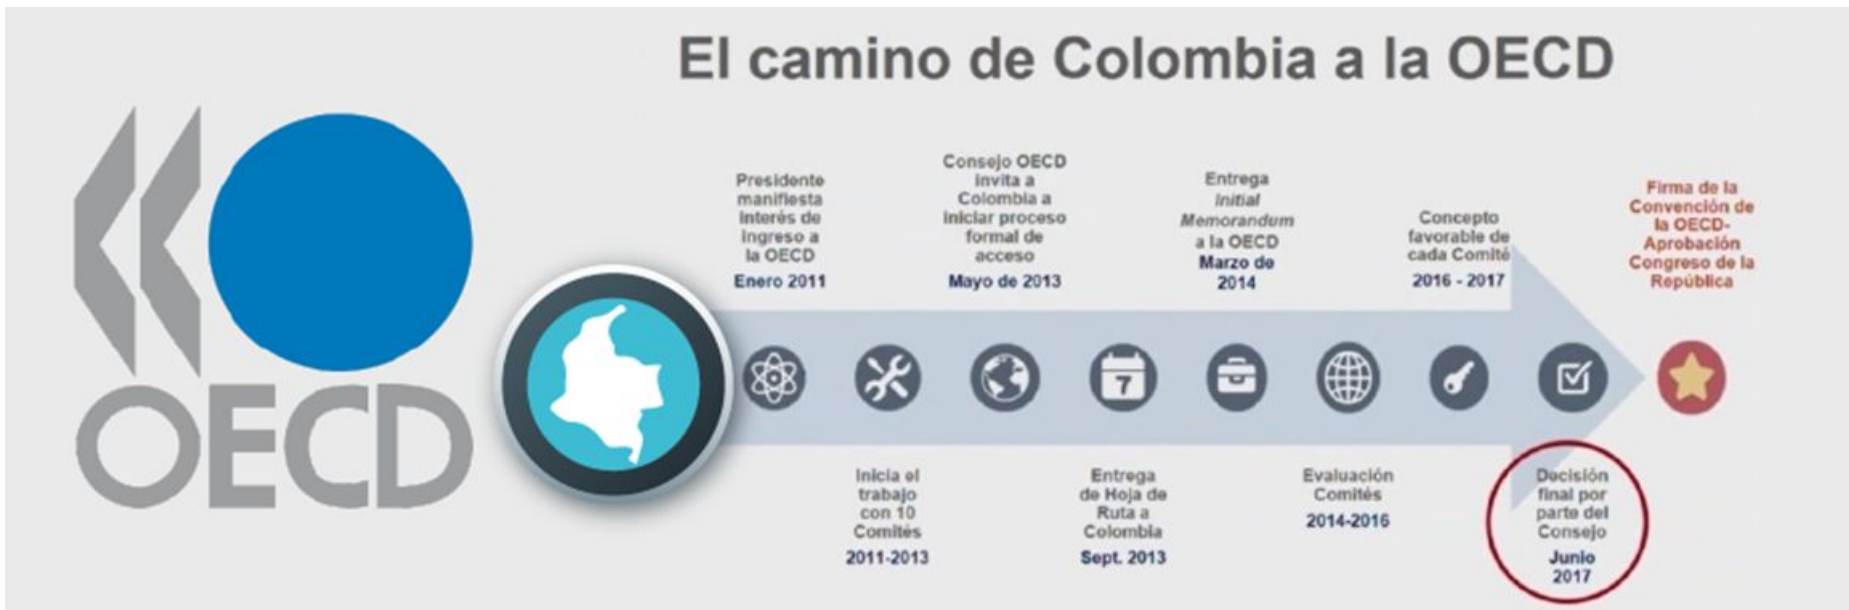 El camino de Colombia a la OECD
OECD
Presidente
manifiesta
interés de
ingreso a
la OECD
Enero 2011
Inicia el
trabajo
con 10
Comités
2011-2013
Consejo OECD
invita a
Colombia a
iniciar proceso
formal de
acceso
Mayo de 2013
Entrega
de Hoja de
Ruta a
Colombia
Sept. 2013
Entrega
Initial
Memorandum
a la OECD
Marzo de
2014
Evaluación
Comités
2014-2016
Concepto
favorable de
cada Comité
2016 - 2017
Decisión
final por
parte del
Consejo
Junio
2017
Firma de la
Convención de
la OECD-
Aprobación
Congreso de la
República
7